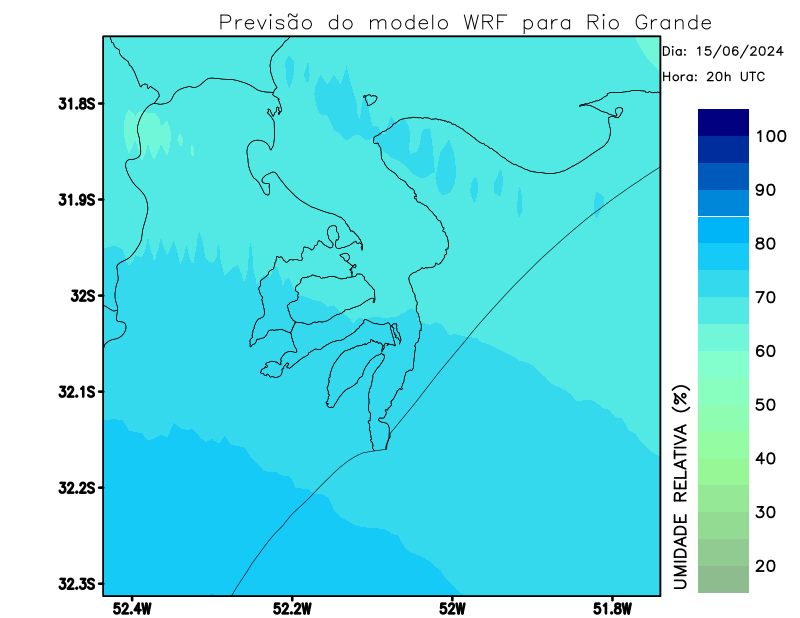 Previsão do modelo WRF para Rio Grande
Dia: 15/06/2024
Hora: 20h UTC
31.8S
31.9S
32S
32.1S
32.2S
32.3S
52.4W
52.2W
52W
51.8W
100
90
80
70
60
50
40
30
20
UMIDADE RELATIVA (%)